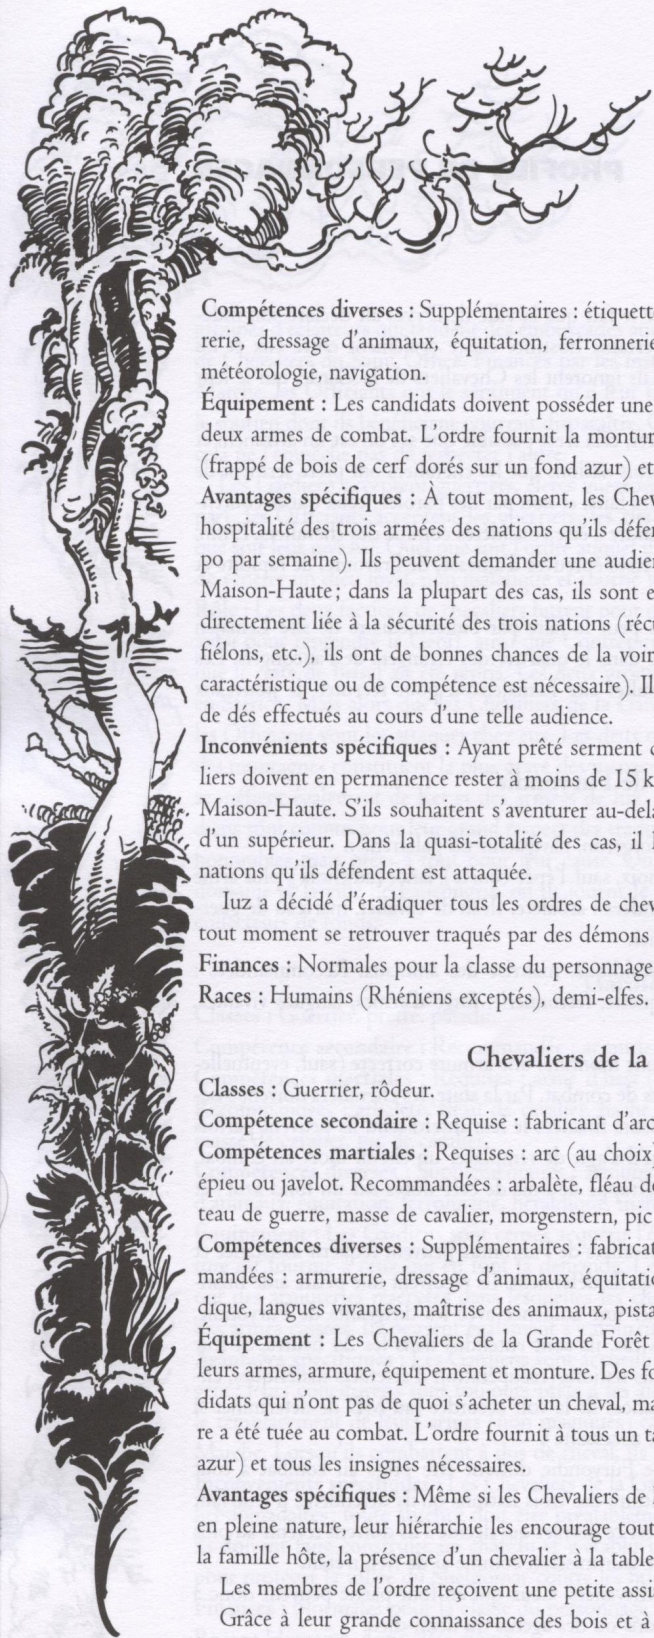 Compétences diverses : Supplémentaires : étiquett
rerie, dressage d'animaux, équitation, ferronnerie
météorologie, navigation.
Équipement : Les candidats doivent posséder une
deux armes de combat. L'ordre fournit la montur
(frappé de bois de cerf dorés sur un fond azur) et
Avantages spécifiques : À tout moment, les Chev
hospitalité des trois armées des nations qu'ils défe
po par semaine). Ils peuvent demander une audie
Maison-Haute; dans la plupart des cas, ils sont e
directement liée à la sécurité des trois nations (réc
fiélons, etc.), ils ont de bonnes chances de la voir
caractéristique ou de compétence est nécessaire). Il
de dés effectués au cours d'une telle audience.
Inconvénients spécifiques : Ayant prêté serment
liers doivent en permanence rester à moins de 15 k
Maison-Haute. S'ils souhaitent s'aventurer au-dela
d'un supérieur. Dans la quasi-totalité des cas, il
nations qu'ils défendent est attaquée.
Iuz a décidé d'éradiquer tous les ordres de chev
tout moment se retrouver traqués par des démons
Finances : Normales pour la classe du personnage
Races : Humains (Rhéniens exceptés), demi-elfes.
Chevaliers de la
Classes : Guerrier, rôdeur.
Compétence secondaire : Requise : fabricant d'arc
Compétences martiales : Requises : arc (au choix)
épieu ou javelot. Recommandées : arbalète, fléau d
teau de guerre, masse de cavalier, morgenstern, pic
Compétences diverses : Supplémentaires : fabricat
mandées : armurerie, dressage d'animaux, équitatio
dique, langues vivantes, maîtrise des animaux, pista
Équipement : Les Chevaliers de la Grande Forêt
leurs armes, armure, équipement et monture. Des fo
didats qui n'ont pas de quoi s'acheter un cheval, ma
re a été tuée au combat. L'ordre fournit à tous un ta
azur) et tous les insignes nécessaires.
Avantages spécifiques : Même si les Chevaliers de l
en pleine nature, leur hiérarchie les encourage tout
la famille hôte, la présence d'un chevalier à la table
Les membres de l'ordre reçoivent une petite assi
Grâce à leur grande connaissance des bois et à